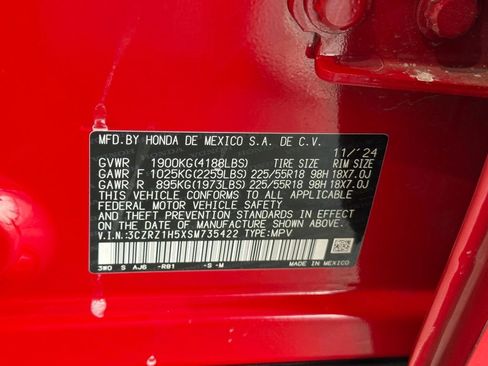 MFD. BY HONDA DE MEXICO S.A. DE C.V. 11/'24
GVWR 1900KG(4188LBS) TIRE SIZE RIM SIZE
GAWR F 1025KG(2259LBS) 225/55R18 98H 18X7.0J
GAWR R 895KG(1973LBS) 225/55R18 98H 18X7.0J
THIS VEHICLE CONFORMS TO ALL APPLICABLE
FEDERAL MOTOR VEHICLE SAFETY
AND THEFT PREVENTION STANDARDS IN EFFECT
ON THE DATE OF MANUFACTURE SHOWN ABOVE.
V.I.N.:3CZRZ1H5XSM735422 TYPE:MPV
3W0 S AJ6 -R81 -S -M MADE IN MEXICO